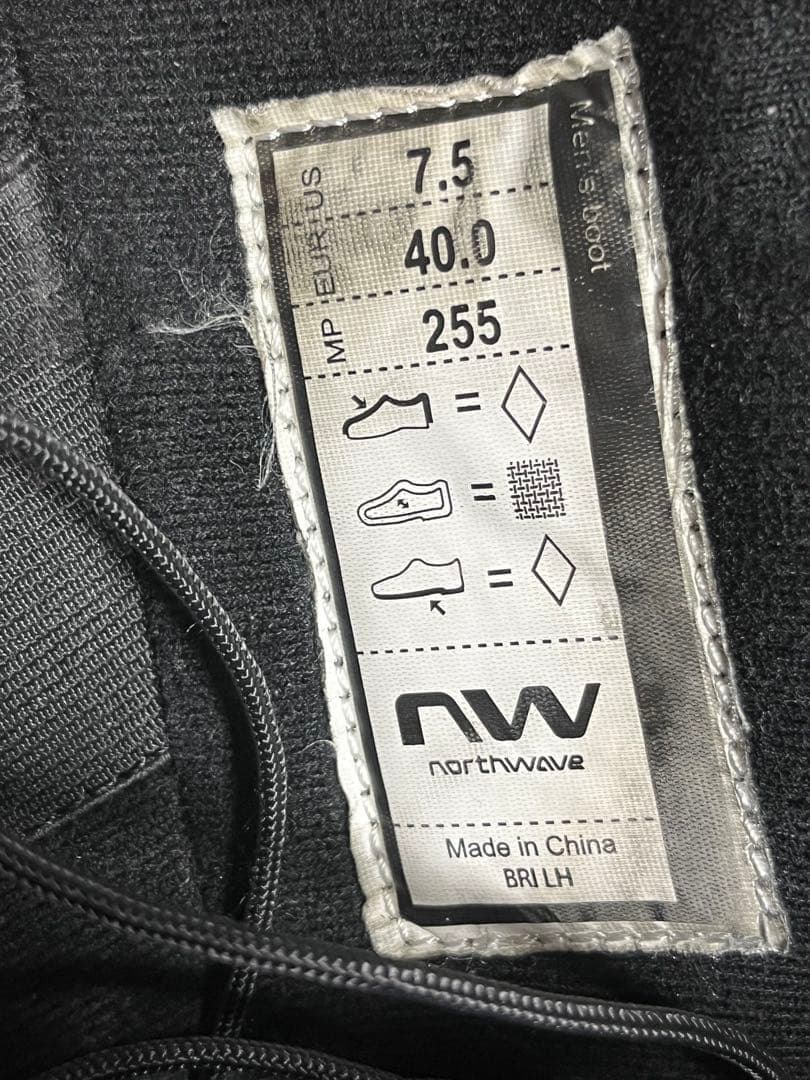 Men's boot
US 7.5
EUR 40.0
MP 255
=
=
=
nw
northwave
Made in China
BRI LH